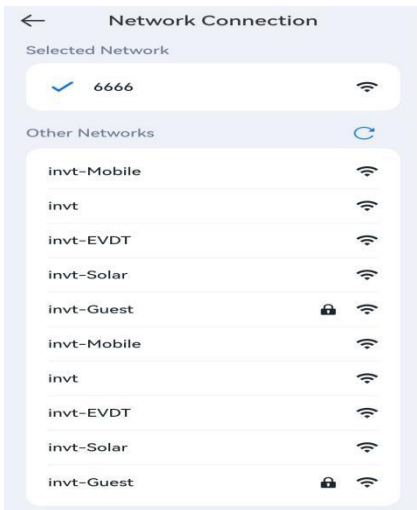 Network Connection
Selected Network
6666
Other Networks
invt-Mobile
invt
invt-EVDT
invt-Solar
invt-Guest
invt-Mobile
invt
invt-EVDT
invt-Solar
invt-Guest